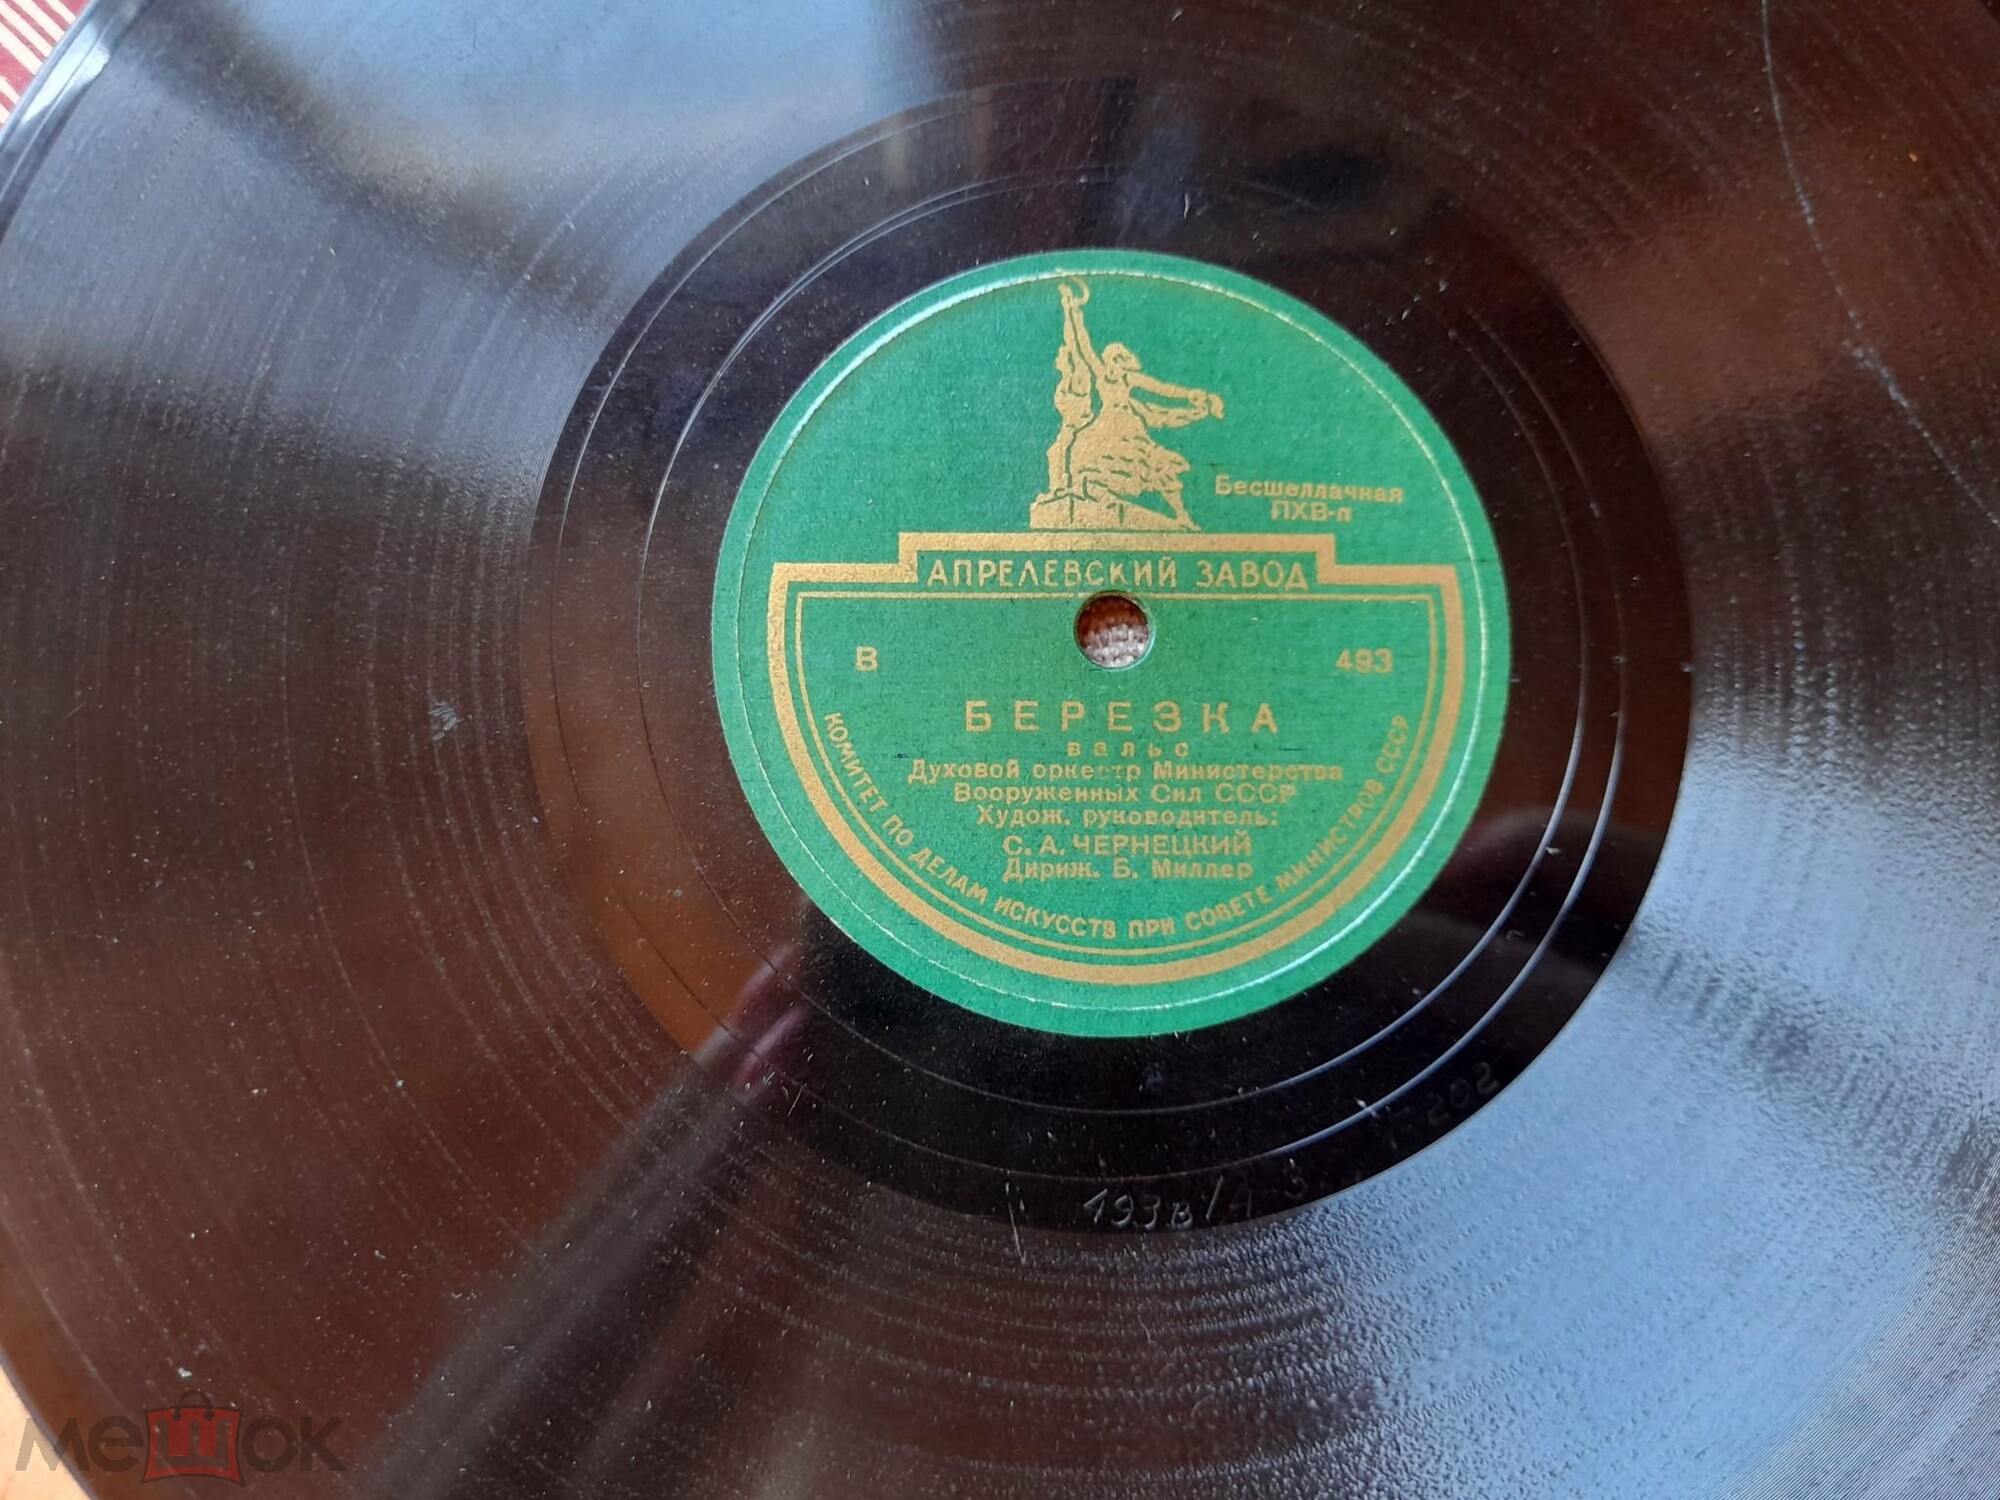 Бесшеллачная
ПХВ-п
АПРЕЛЕВСКИЙ ЗАВОД
В 493
БЕРЕЗКА
вальс
Духовой оркестр Министерства
Вооруженных Сил СССР
Худож. руководитель:
С. А. ЧЕРНЕЦКИЙ
Дириж. Б. Миллер
КОМИТЕТ ПО ДЕЛАМ ИСКУССТВ ПРИ СОВЕТЕ МИНИСТРОВ СССР
493в/А
мешок